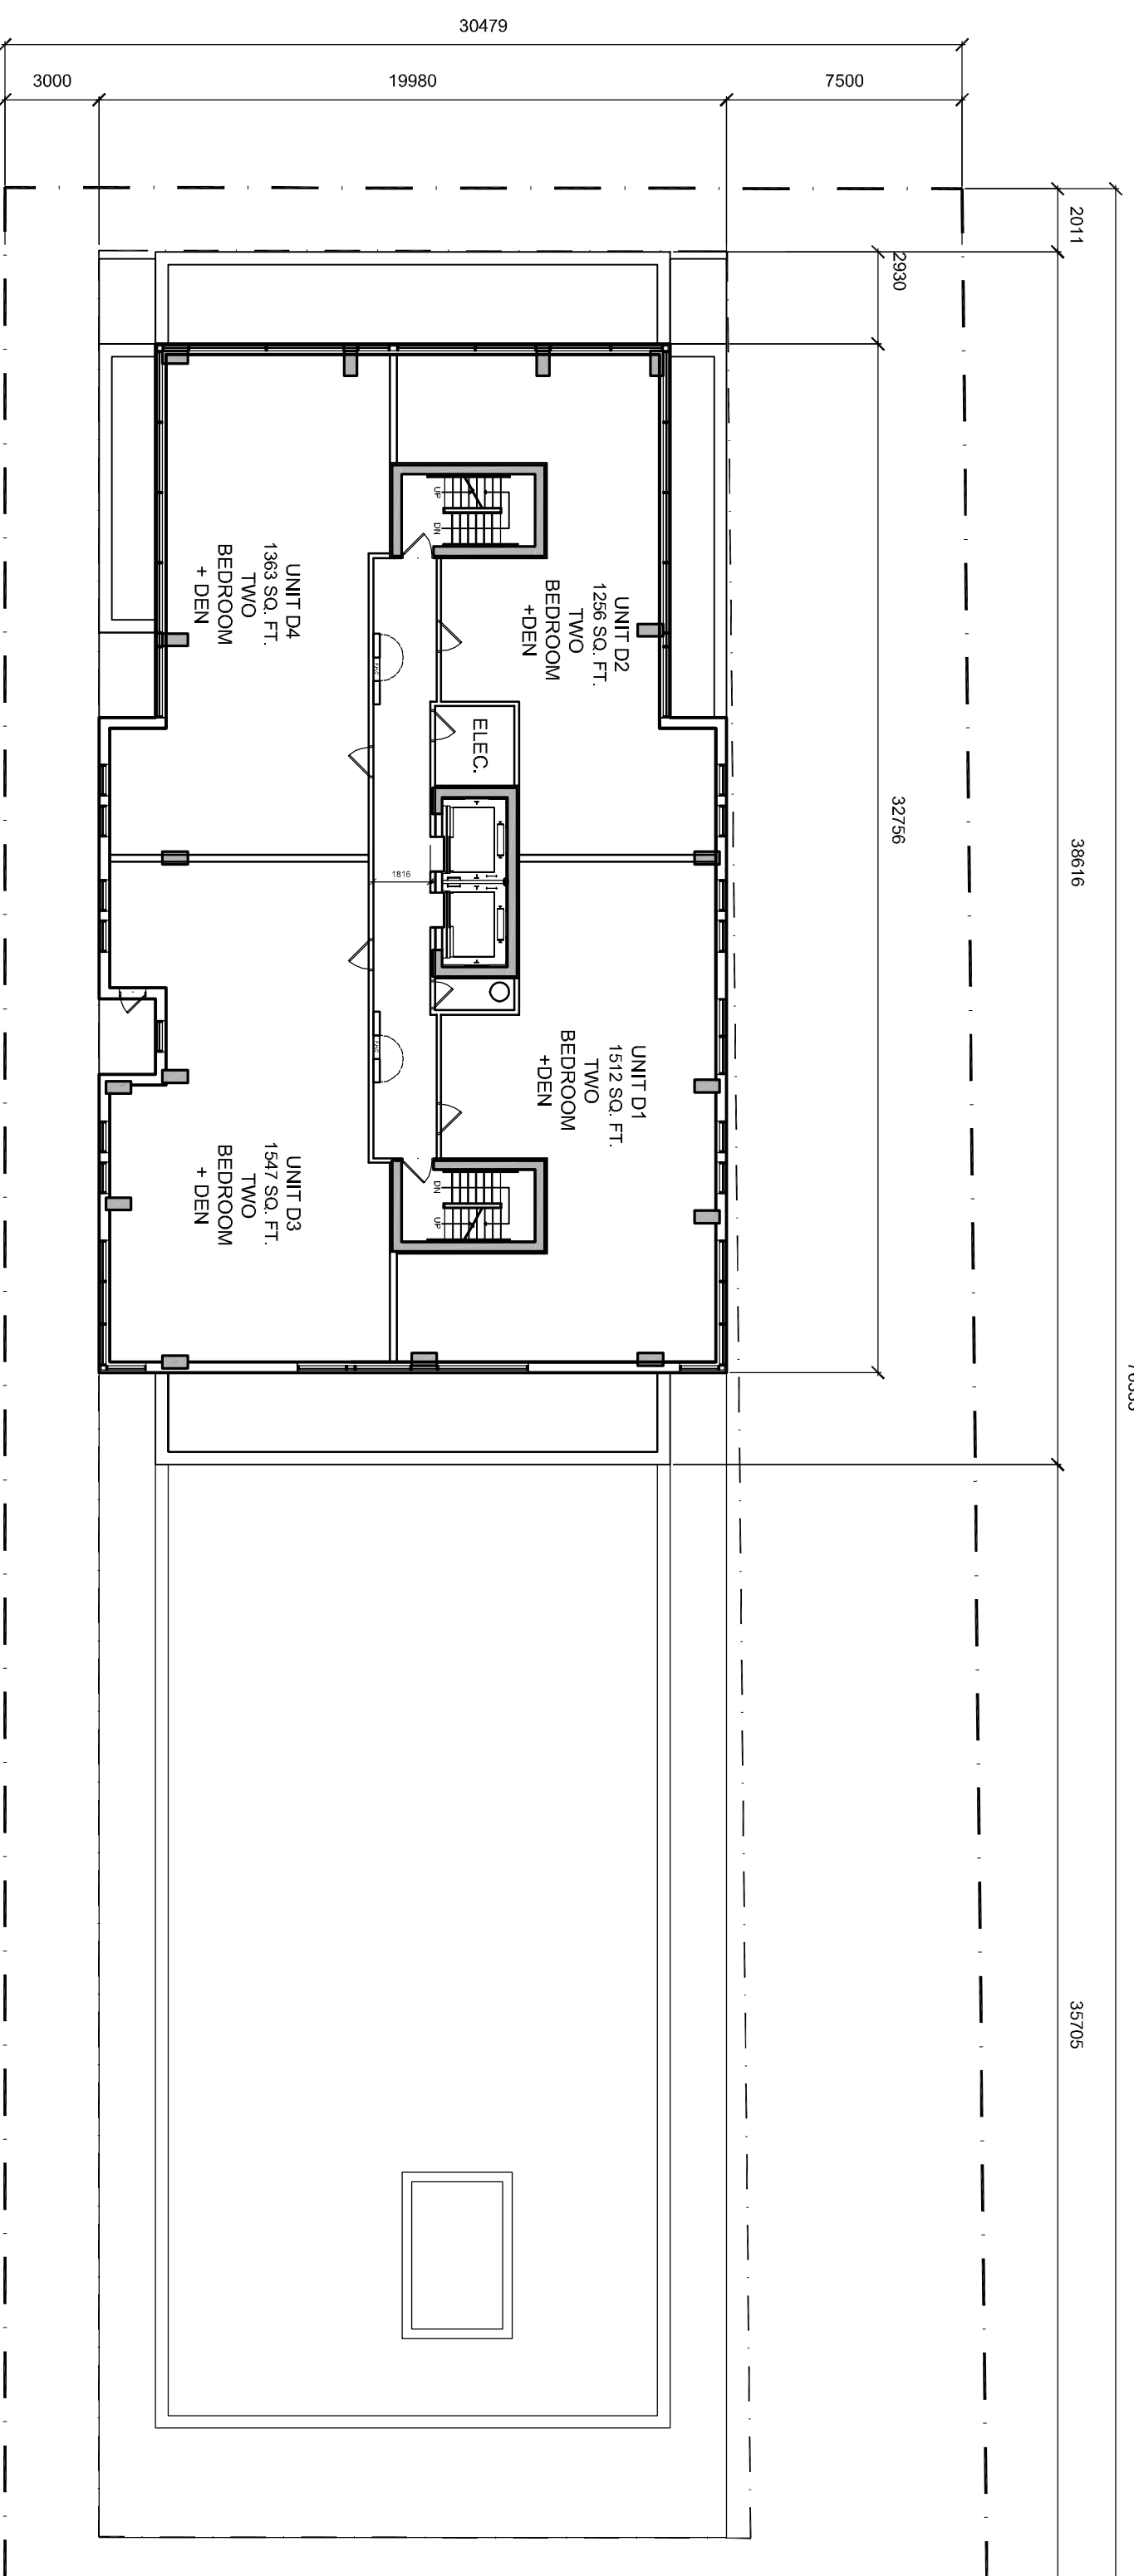 30479
3000
19980
7500
2011
2930
UP
DN
UNIT D4
1363 SQ. FT.
TWO
BEDROOM
+ DEN
UNIT D2
1256 SQ. FT.
TWO
BEDROOM
+DEN
ELEC.
32756
38616
1816
UNIT D1
1512 SQ. FT.
TWO
BEDROOM
+DEN
UNIT D3
1547 SQ. FT.
TWO
BEDROOM
+ DEN
DN
UP
35705